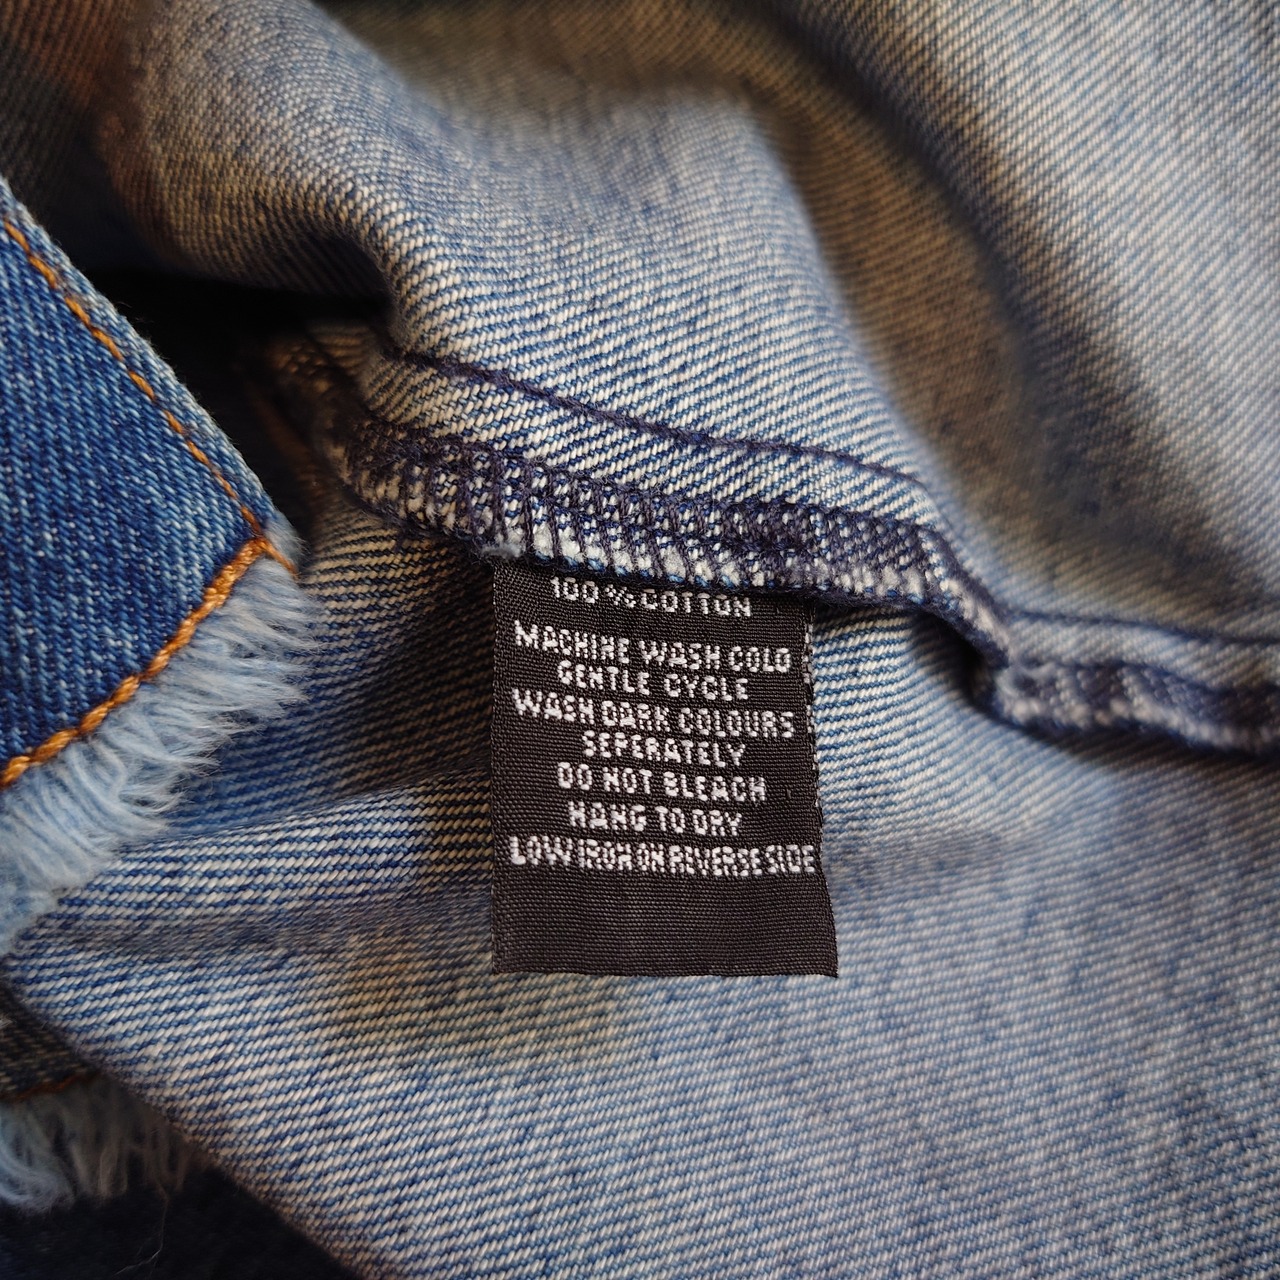 100 % COTTON
MACHINE WASH COLD
GENTLE CYCLE
WASH DARK COLOURS
SEPERATELY
DO NOT BLEACH
HANG TO DRY
LOW IRON ON REVERSE SIDE